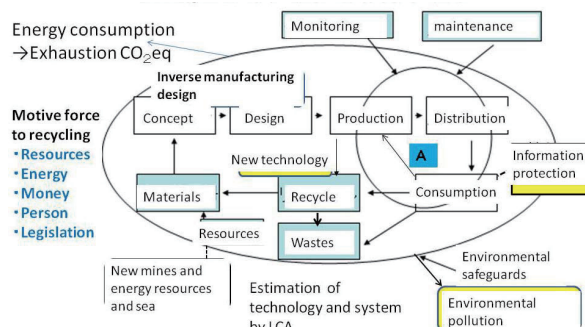 Energy consumption
→Exhaustion CO2eq
Monitoring
maintenance
Inverse manufacturing
design
Motive force
to recycling
•Resources
•Energy
•Money
•Person
•Legislation
Concept
Design
Production
Distribution
A
New technology
Information
protection
Materials
Recycle
Consumption
Resources
Wastes
New mines and
energy resources
and sea
Estimation of
technology and system
by LCA
Environmental
safeguards
Environmental
pollution